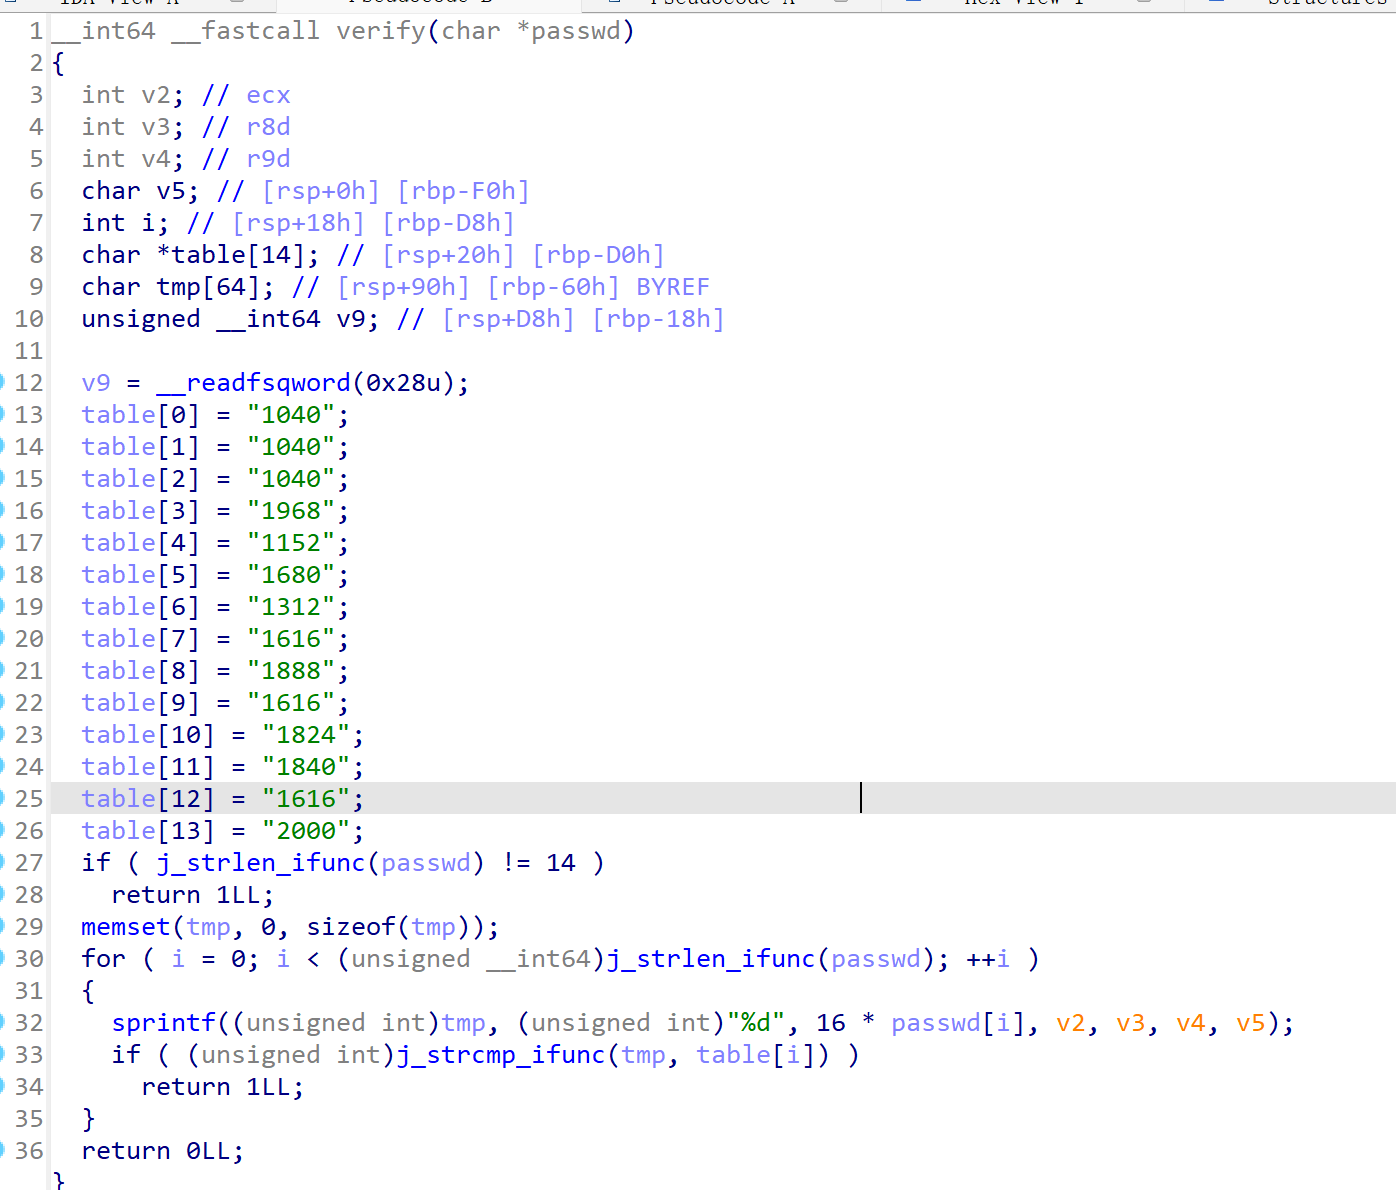 IDA View-A Pseudocode-B Pseudocode-A Hex View-1 Structures
1 __int64 __fastcall verify(char *passwd)
2 {
3 int v2; // ecx
4 int v3; // r8d
5 int v4; // r9d
6 char v5; // [rsp+0h] [rbp-F0h]
7 int i; // [rsp+18h] [rbp-D8h]
8 char *table[14]; // [rsp+20h] [rbp-D0h]
9 char tmp[64]; // [rsp+90h] [rbp-60h] BYREF
10 unsigned __int64 v9; // [rsp+D8h] [rbp-18h]
11
12 v9 = __readfsqword(0x28u);
13 table[0] = "1040";
14 table[1] = "1040";
15 table[2] = "1040";
16 table[3] = "1968";
17 table[4] = "1152";
18 table[5] = "1680";
19 table[6] = "1312";
20 table[7] = "1616";
21 table[8] = "1888";
22 table[9] = "1616";
23 table[10] = "1824";
24 table[11] = "1840";
25 table[12] = "1616";
26 table[13] = "2000";
27 if ( j_strlen_ifunc(passwd) != 14 )
28 return 1LL;
29 memset(tmp, 0, sizeof(tmp));
30 for ( i = 0; i < (unsigned __int64)j_strlen_ifunc(passwd); ++i )
31 {
32 sprintf((unsigned int)tmp, (unsigned int)"%d", 16 * passwd[i], v2, v3, v4, v5);
33 if ( (unsigned int)j_strcmp_ifunc(tmp, table[i]) )
34 return 1LL;
35 }
36 return 0LL;
}